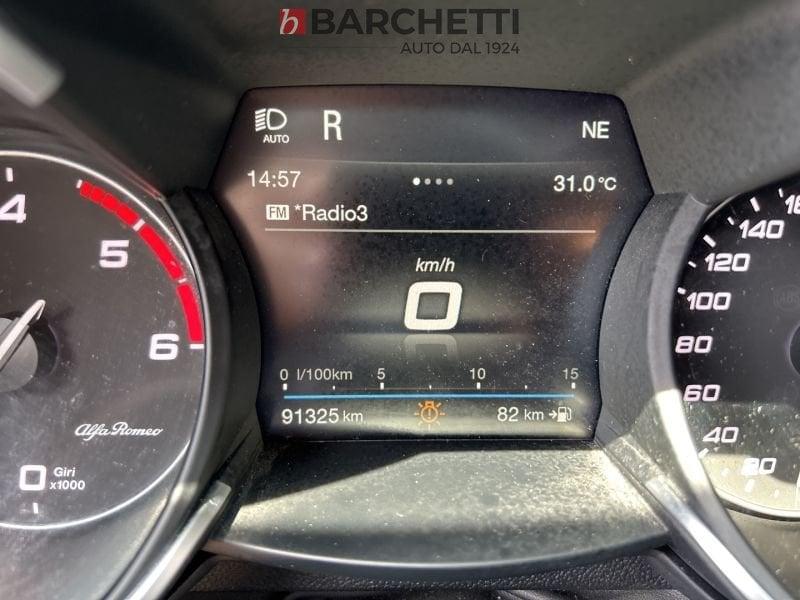 b BARCHETTI
AUTO DAL 1924
AUTO R NE
14:57 31.0°C
FM *Radio3
km/h
0
0 l/100km 5 10 15
91325 km 82 km
4
5
6
Alfa Romeo
0 Giri
x1000
140
120
100
80
60
40
20